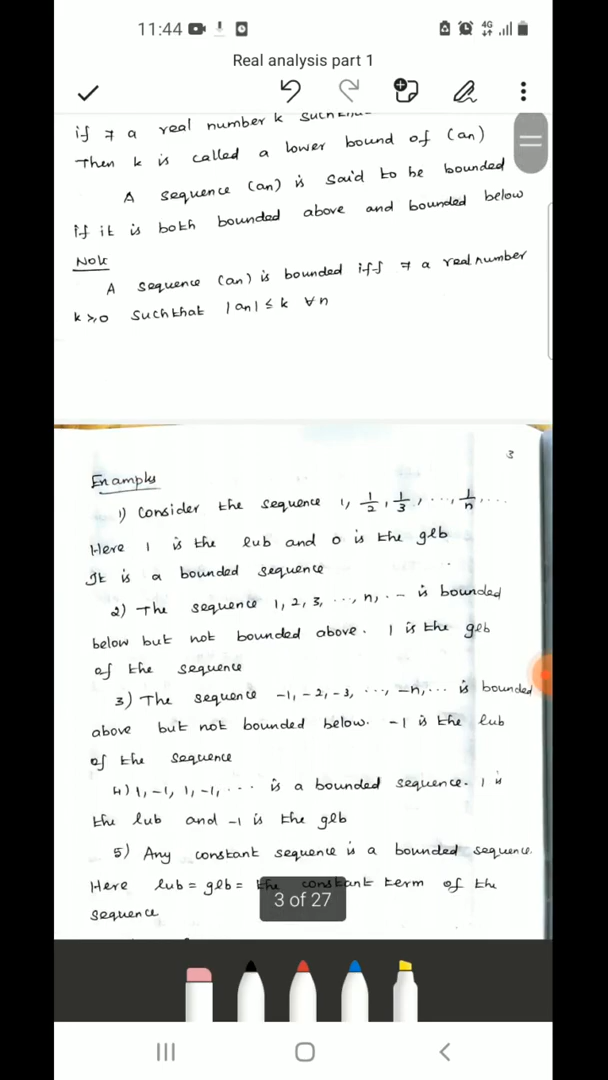 11:44
4G
Real analysis part 1
if ∃ a real number k such that
Then k is called a lower bound of (an)
A sequence (an) is said to be bounded
if it is both bounded above and bounded below
Note
A sequence (an) is bounded iff ∃ a real number
k ≥ 0 such that |an| ≤ k ∀n
3
Examples
1) Consider the sequence 1, 1/2, 1/3, ..., 1/n, ...
Here 1 is the lub and 0 is the glb
It is a bounded sequence
2) The sequence 1, 2, 3, ..., n, ... is bounded
below but not bounded above. 1 is the glb
of the sequence
3) The sequence -1, -2, -3, ..., -n, ... is bounded
above but not bounded below. -1 is the lub
of the sequence
4) 1, -1, 1, -1, ... is a bounded sequence. 1 is
the lub and -1 is the glb
5) Any constant sequence is a bounded sequence.
Here lub = glb = the constant term of the
3 of 27
sequence